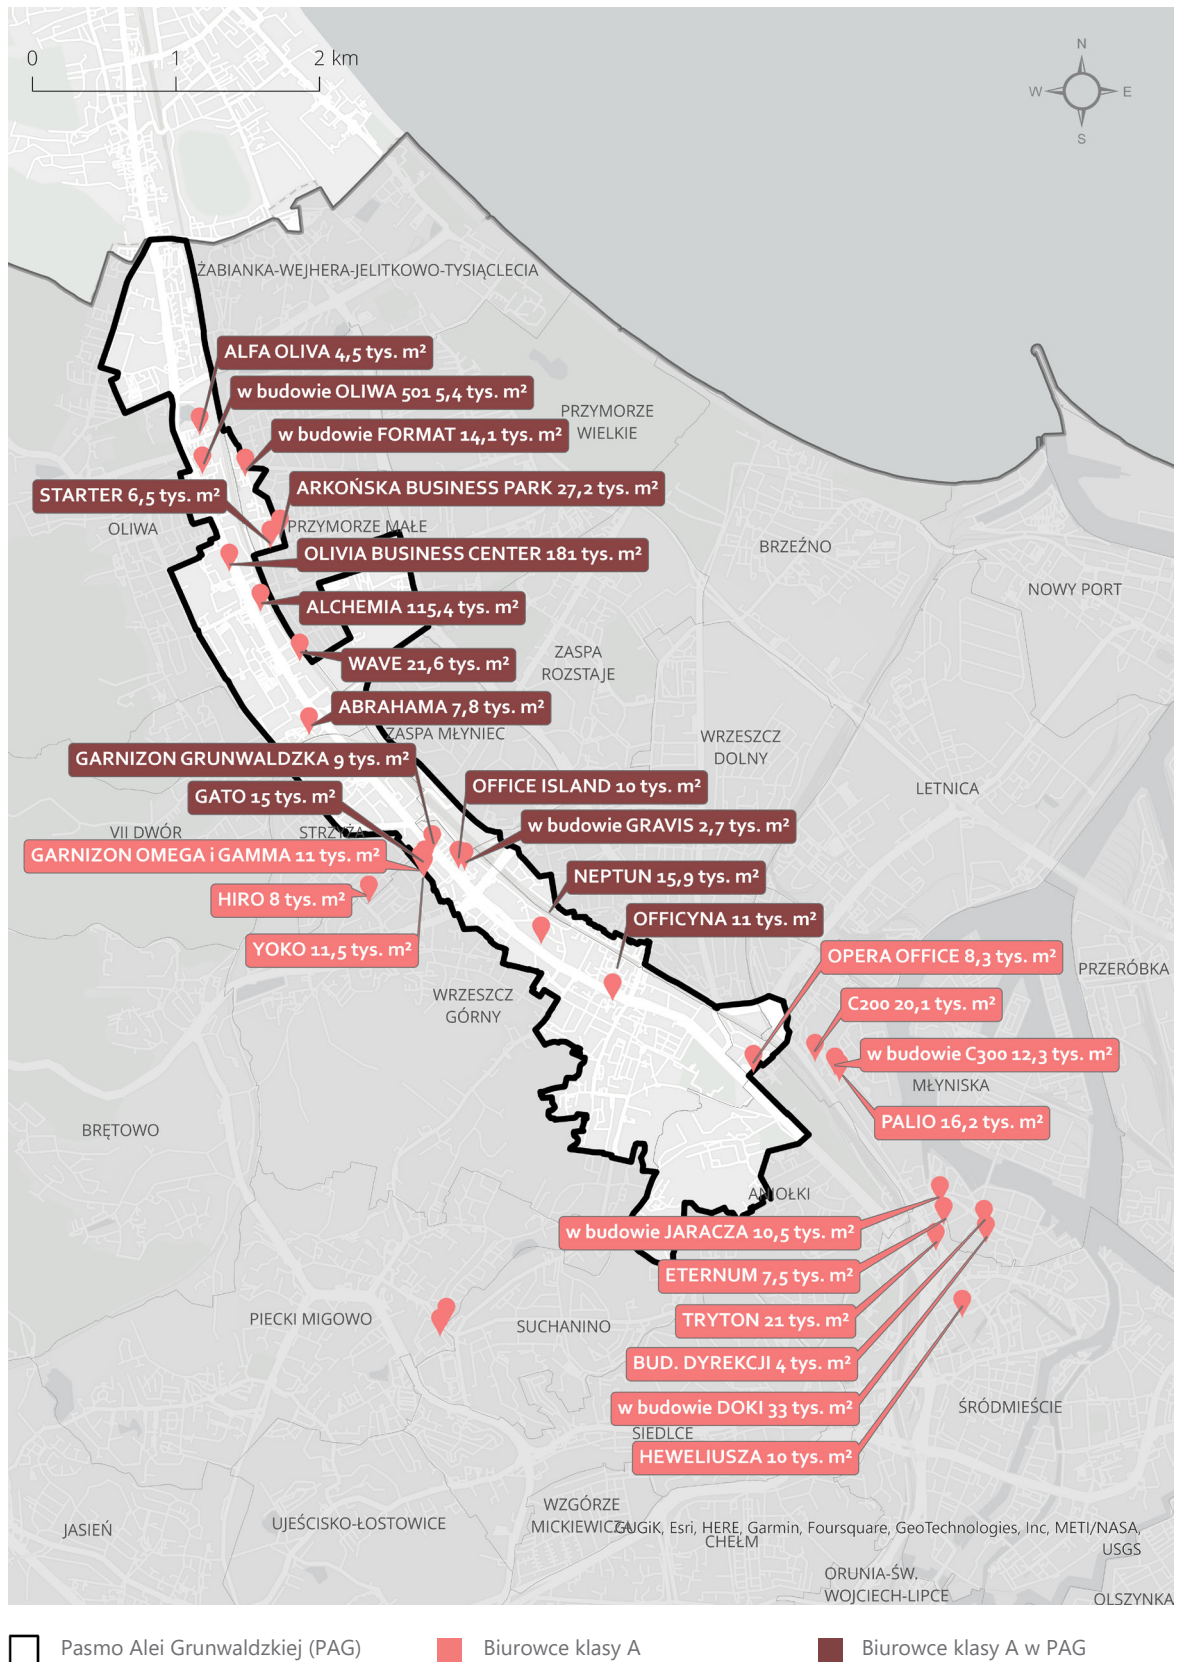 0 1 2 km
N
W E
S
ŻABIANKA-WEJHERA-JELITKOWO-TYSIĄCLECIA
ALFA OLIVA 4,5 tys. m²
w budowie OLIWA 501 5,4 tys. m²
PRZYMORZE
WIELKIE
w budowie FORMAT 14,1 tys. m²
STARTER 6,5 tys. m²
ARKOŃSKA BUSINESS PARK 27,2 tys. m²
OLIWA
PRZYMORZE MAŁE
BRZEŹNO
OLIVIA BUSINESS CENTER 181 tys. m²
NOWY PORT
ALCHEMIA 115,4 tys. m²
WAVE 21,6 tys. m²
ZASPA
ROZSTAJE
ABRAHAMA 7,8 tys. m²
ZASPA MŁYNIEC
WRZESZCZ
DOLNY
GARNIZON GRUNWALDZKA 9 tys. m²
OFFICE ISLAND 10 tys. m²
LETNICA
GATO 15 tys. m²
w budowie GRAVIS 2,7 tys. m²
VII DWÓR
STRZYŻA
GARNIZON OMEGA i GAMMA 11 tys. m²
NEPTUN 15,9 tys. m²
HIRO 8 tys. m²
OFFICYNA 11 tys. m²
YOKO 11,5 tys. m²
OPERA OFFICE 8,3 tys. m²
PRZERÓBKA
WRZESZCZ
GÓRNY
C200 20,1 tys. m²
w budowie C300 12,3 tys. m²
MŁYNISKA
PALIO 16,2 tys. m²
BRĘTOWO
ANIOŁKI
w budowie JARACZA 10,5 tys. m²
ETERNUM 7,5 tys. m²
PIECKI MIGOWO
SUCHANINO
TRYTON 21 tys. m²
BUD. DYREKCJI 4 tys. m²
w budowie DOKI 33 tys. m²
ŚRÓDMIEŚCIE
SIEDLCE
HEWELIUSZA 10 tys. m²
JASIEŃ
UJEŚCISKO-ŁOSTOWICE
WZGÓRZE
MICKIEWICZA
GUGiK, Esri, HERE, Garmin, Foursquare, GeoTechnologies, Inc, METI/NASA,
USGS
CHEŁM
ORUNIA-ŚW.
WOJCIECH-LIPCE
OLSZYNKA
Pasmo Alei Grunwaldzkiej (PAG)
Biurowce klasy A
Biurowce klasy A w PAG